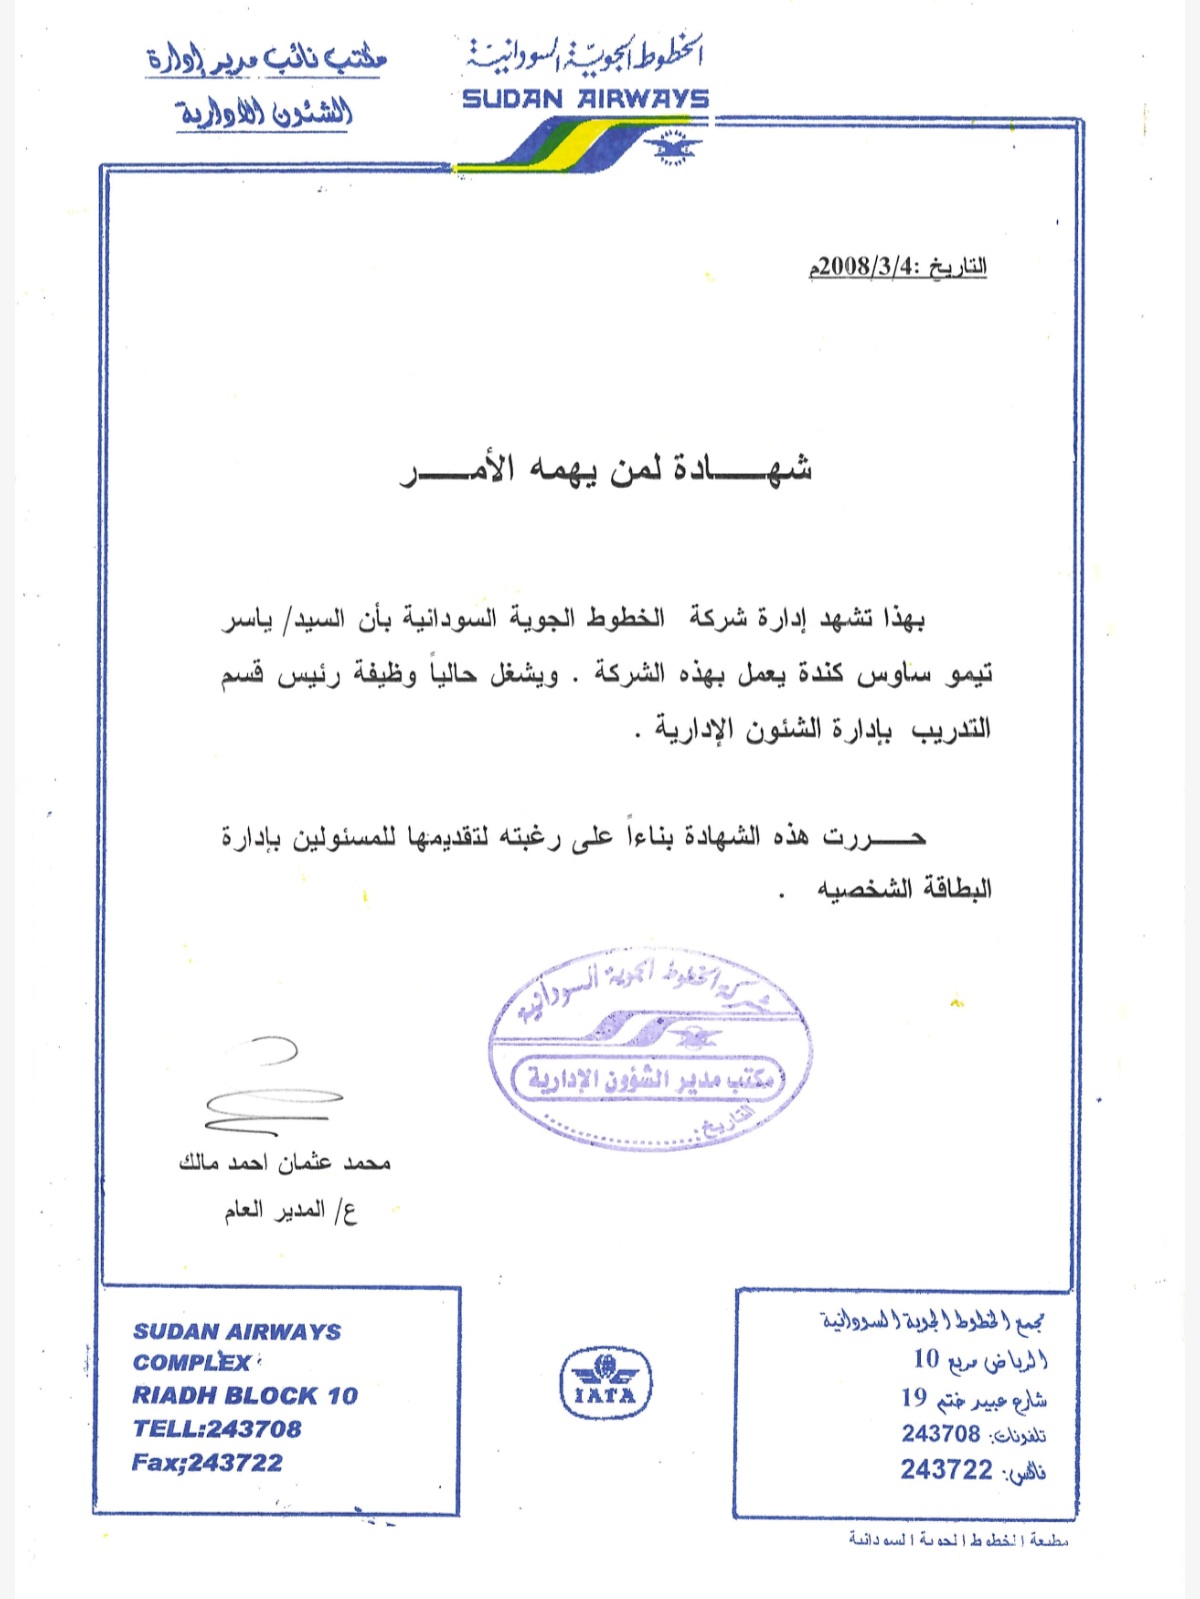 مكتب نائب مدير إدارة
الشئون الادارية
الخطوط الجوية السودانية
SUDAN AIRWAYS
التاريخ :2008/3/4م
شهـــــادة لمن يهمه الأمـــــر
بهذا تشهد إدارة شركة الخطوط الجوية السودانية بأن السيد/ ياسر
تيمو ساوس كندة يعمل بهذه الشركة . ويشغل حالياً وظيفة رئيس قسم
التدريب بإدارة الشئون الإدارية .
حـــررت هذه الشهادة بناءاً على رغبته لتقديمها للمسئولين بإدارة
البطاقة الشخصيه .
شركة الخطوط الجوية السودانية
مكتب مدير الشؤون الإدارية
التاريخ:....................
محمد عثمان احمد مالك
ع/ المدير العام
SUDAN AIRWAYS
COMPLEX
RIADH BLOCK 10
TELL:243708
Fax;243722
IATA
مجمع الخطوط الجوية السودانية
الرياض مربع 10
شارع عبيد ختم 19
تلفونات: 243708
فاكس: 243722
مطبعة الخطوط الجوية السودانية